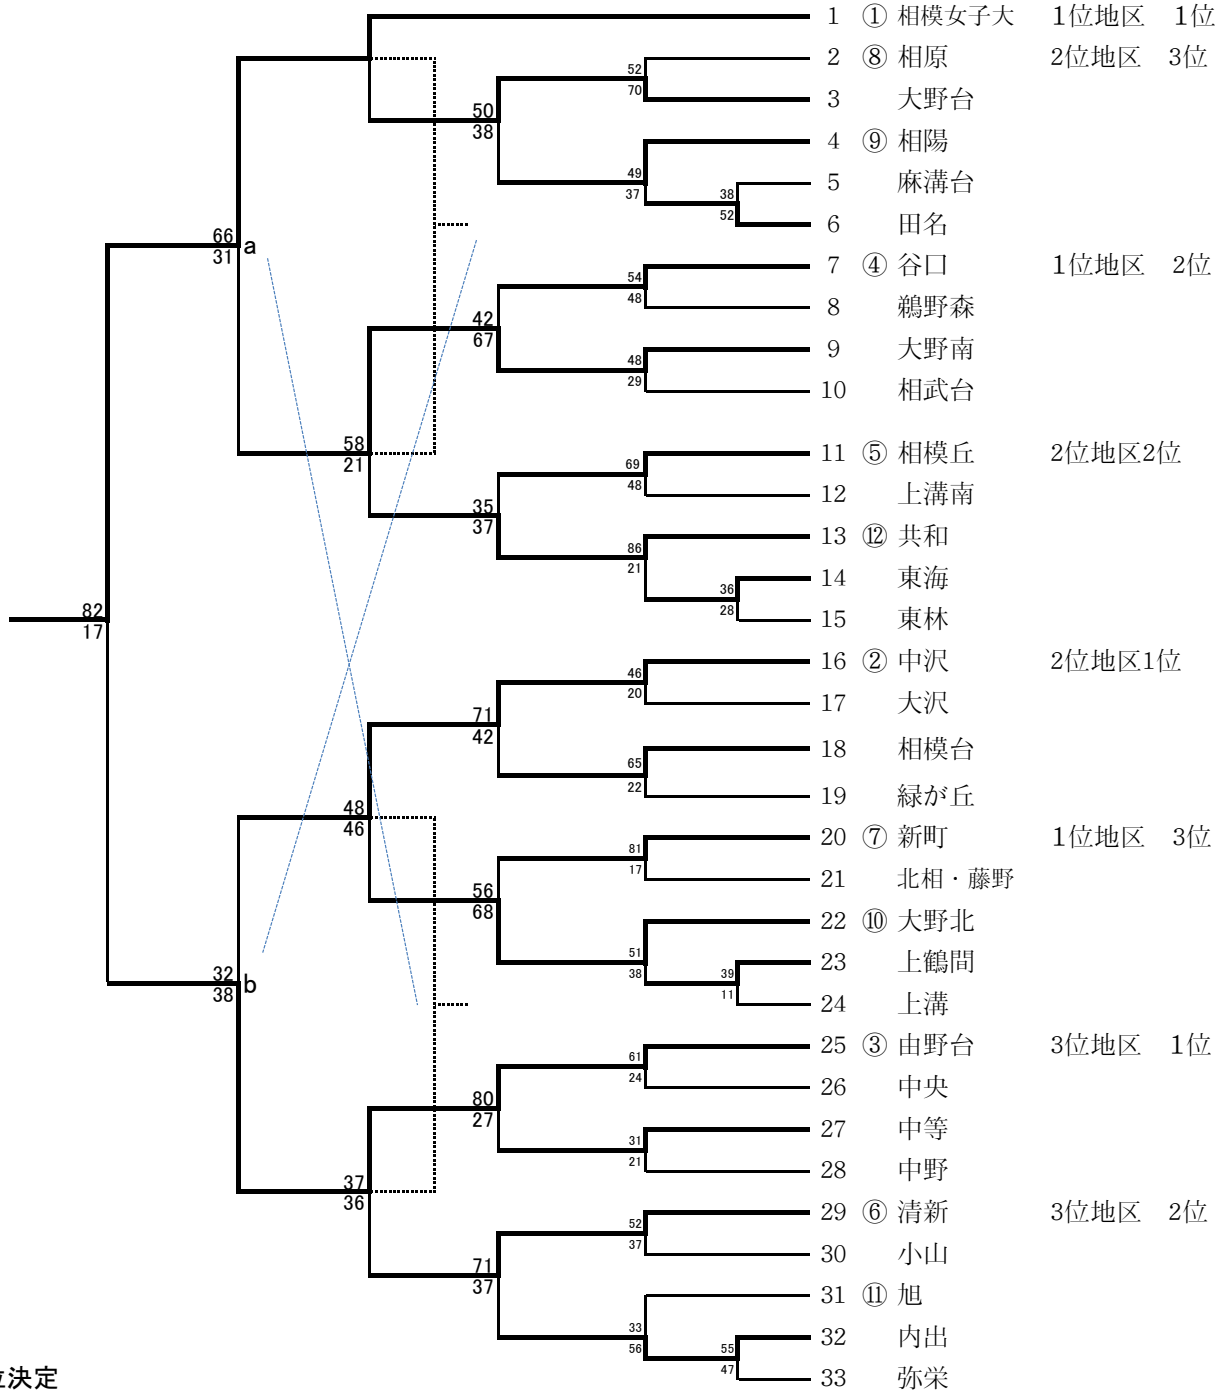 1 ① 相模女子大 1位地区 1位
2 ⑧ 相原 2位地区 3位
52
70
3 大野台
50
38
4 ⑨ 相陽
49
37
5 麻溝台
38
52
6 田名
66
31
a
7 ④ 谷口 1位地区 2位
54
48
8 鵜野森
42
67
9 大野南
48
29
10 相武台
58
21
11 ⑤ 相模丘 2位地区2位
69
48
12 上溝南
35
37
13 ⑫ 共和
86
21
14 東海
36
28
15 東林
82
17
16 ② 中沢 2位地区1位
46
20
17 大沢
71
42
18 相模台
65
22
19 緑が丘
48
46
20 ⑦ 新町 1位地区 3位
81
17
21 北相・藤野
56
68
22 ⑩ 大野北
51
38
23 上鶴間
39
11
24 上溝
32
38
b
25 ③ 由野台 3位地区 1位
61
24
26 中央
80
27
27 中等
31
21
28 中野
37
36
29 ⑥ 清新 3位地区 2位
52
37
30 小山
71
37
31 ⑪ 旭
33
56
32 内出
55
47
33 弥栄
位決定